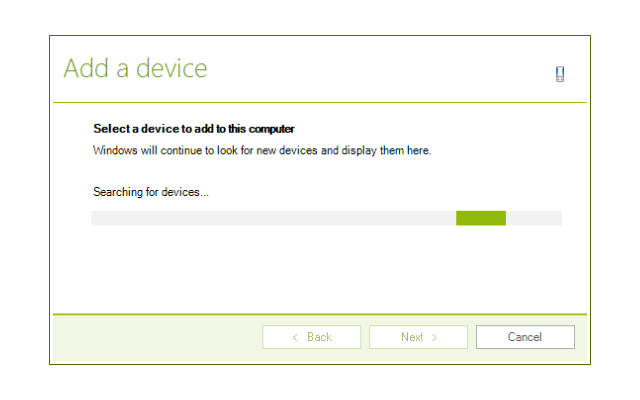 Add a device
Select a device to add to this computer
Windows will continue to look for new devices and display them here.
Searching for devices...
< Back
Next >
Cancel